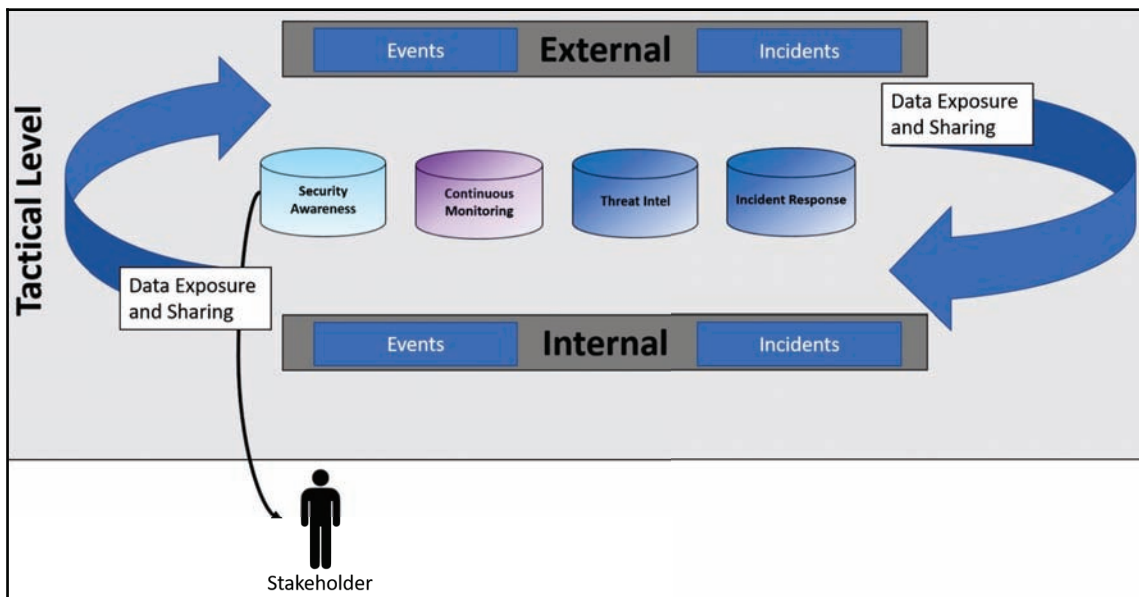 Tactical Level
Events
External
Incidents
Data Exposure
and Sharing
Security
Awareness
Continuous
Monitoring
Threat Intel
Incident Response
Data Exposure
and Sharing
Events
Internal
Incidents
Stakeholder